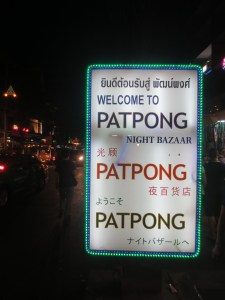 ยินดีต้อนรับสู่ พัฒน์พงศ์
WELCOME TO
PATPONG
NIGHT BAZAAR
光顧
PATPONG
夜百货店
ようこそ
PATPONG
ナイトバザールへ